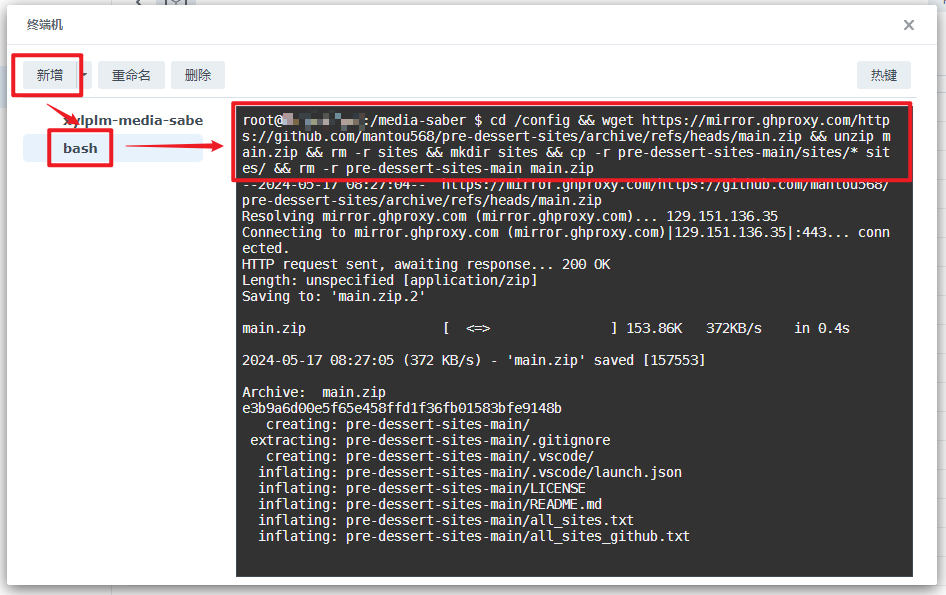 终端机
新增
重命名
删除
热键
xylplm-media-sabe
bash
root@ :/media-saber $ cd /config && wget https://mirror.ghproxy.com/http
s://github.com/mantou568/pre-dessert-sites/archive/refs/heads/main.zip && unzip m
ain.zip && rm -r sites && mkdir sites && cp -r pre-dessert-sites-main/sites/* sit
es/ && rm -r pre-dessert-sites-main main.zip
--2024-05-17 08:27:04--  https://mirror.ghproxy.com/https://github.com/mantou568/
pre-dessert-sites/archive/refs/heads/main.zip
Resolving mirror.ghproxy.com (mirror.ghproxy.com)... 129.151.136.35
Connecting to mirror.ghproxy.com (mirror.ghproxy.com)|129.151.136.35|:443... conn
ected.
HTTP request sent, awaiting response... 200 OK
Length: unspecified [application/zip]
Saving to: 'main.zip.2'
main.zip                 [  <=>               ] 153.86K   372KB/s    in 0.4s
2024-05-17 08:27:05 (372 KB/s) - 'main.zip' saved [157553]
Archive:  main.zip
e3b9a6d00e5f65e458ffd1f36fb01583bfe9148b
   creating: pre-dessert-sites-main/
 extracting: pre-dessert-sites-main/.gitignore
   creating: pre-dessert-sites-main/.vscode/
  inflating: pre-dessert-sites-main/.vscode/launch.json
  inflating: pre-dessert-sites-main/LICENSE
  inflating: pre-dessert-sites-main/README.md
  inflating: pre-dessert-sites-main/all_sites.txt
  inflating: pre-dessert-sites-main/all_sites_github.txt